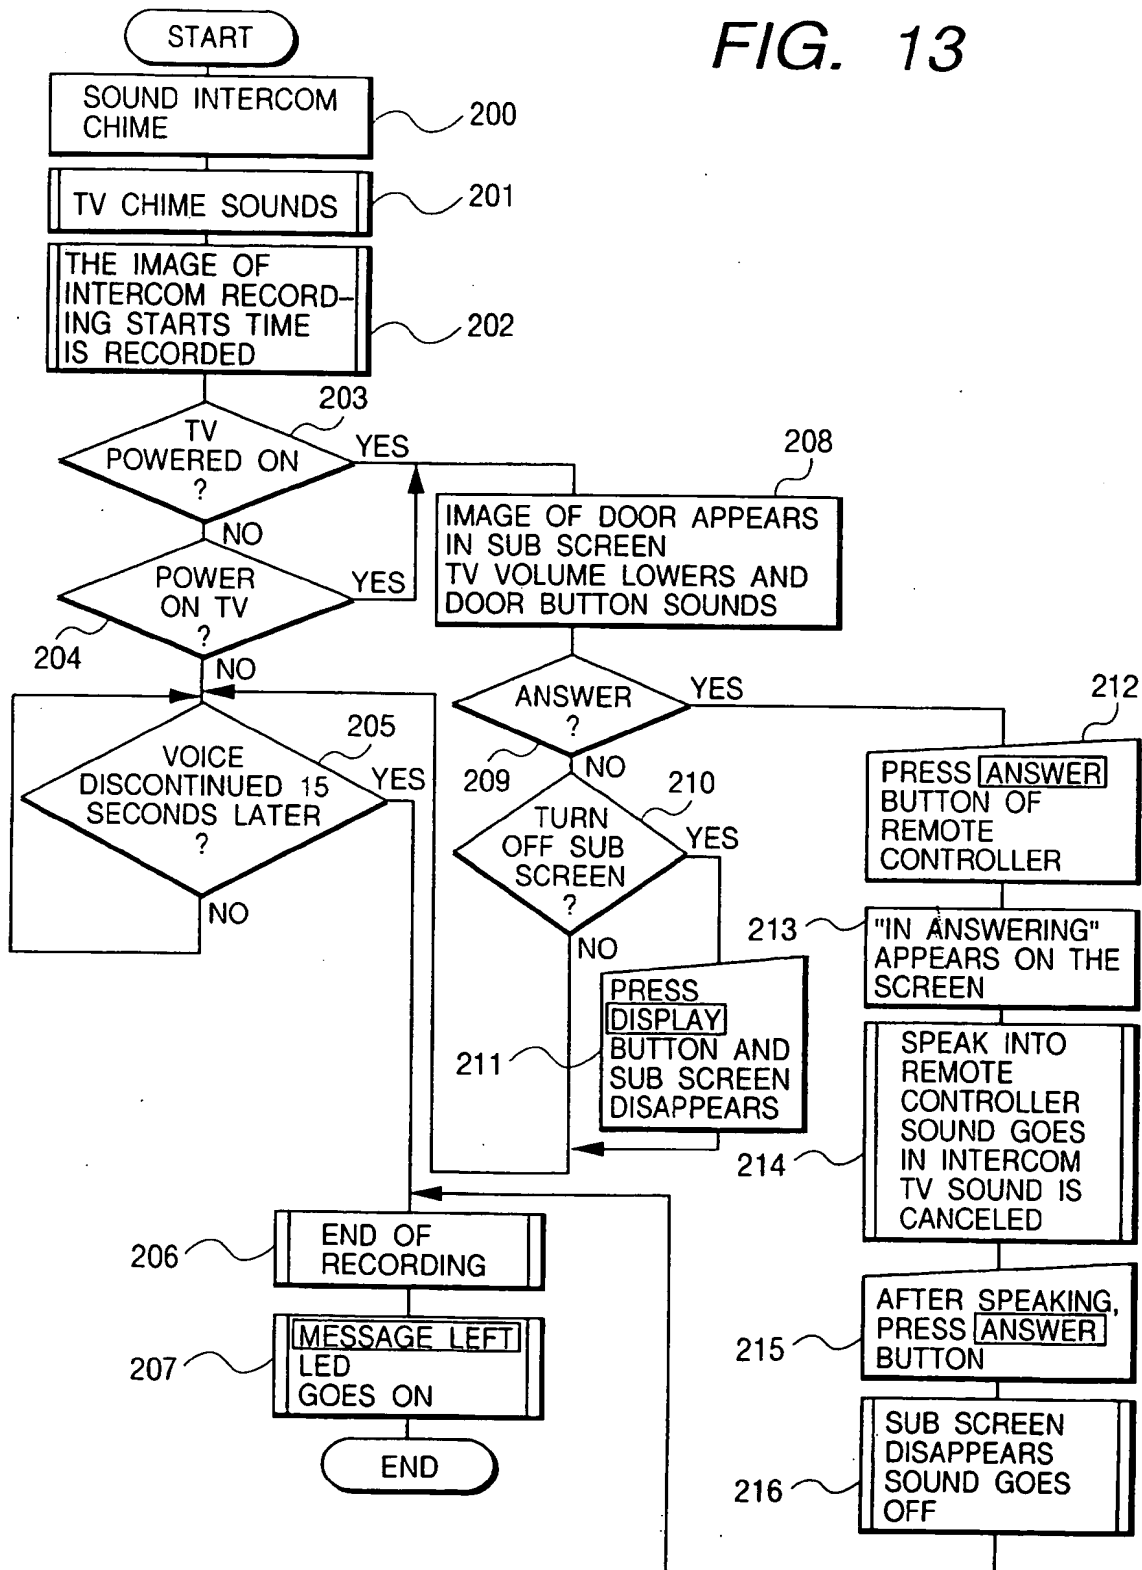 FIG. 13
START
SOUND INTERCOM
CHIME
200
TV CHIME SOUNDS
201
THE IMAGE OF
INTERCOM RECORD-
ING STARTS TIME
IS RECORDED
202
203
TV
POWERED ON
?
YES
NO
POWER
ON TV
?
YES
204
NO
205
VOICE
DISCONTINUED 15
SECONDS LATER
?
YES
NO
208
IMAGE OF DOOR APPEARS
IN SUB SCREEN
TV VOLUME LOWERS AND
DOOR BUTTON SOUNDS
ANSWER
?
YES
209
NO
210
TURN
OFF SUB
SCREEN
?
YES
NO
PRESS
DISPLAY
BUTTON AND
SUB SCREEN
DISAPPEARS
211
212
PRESS ANSWER
BUTTON OF
REMOTE
CONTROLLER
213
"IN ANSWERING"
APPEARS ON THE
SCREEN
SPEAK INTO
REMOTE
CONTROLLER
SOUND GOES
IN INTERCOM
TV SOUND IS
CANCELED
214
AFTER SPEAKING,
PRESS ANSWER
BUTTON
215
SUB SCREEN
DISAPPEARS
SOUND GOES
OFF
216
END OF
RECORDING
206
MESSAGE LEFT
LED
GOES ON
207
END